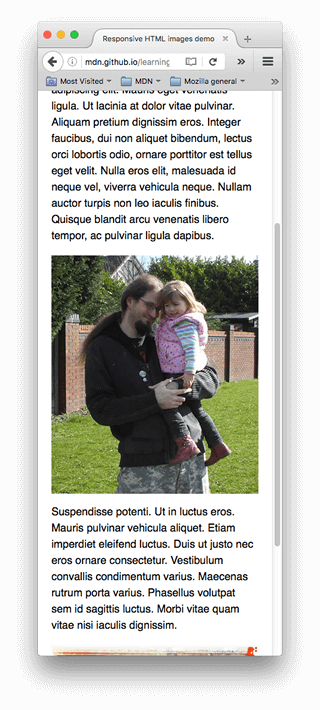 Responsive HTML images demo
mdn.github.io/learning
Most Visited
MDN
Mozilla general
adipiscing elit. Mauris eget venenatis
ligula. Ut lacinia at dolor vitae pulvinar.
Aliquam pretium dignissim eros. Integer
faucibus, dui non aliquet bibendum, lectus
orci lobortis odio, ornare porttitor est tellus
eget velit. Nulla eros elit, malesuada id
neque vel, viverra vehicula neque. Nullam
auctor turpis non leo iaculis finibus.
Quisque blandit arcu venenatis libero
tempor, ac pulvinar ligula dapibus.
Suspendisse potenti. Ut in luctus eros.
Mauris pulvinar vehicula aliquet. Etiam
imperdiet eleifend luctus. Duis ut justo nec
eros ornare consectetur. Vestibulum
convallis condimentum varius. Maecenas
rutrum porta varius. Phasellus volutpat
sem id sagittis luctus. Morbi vitae quam
vitae nisi iaculis dignissim.